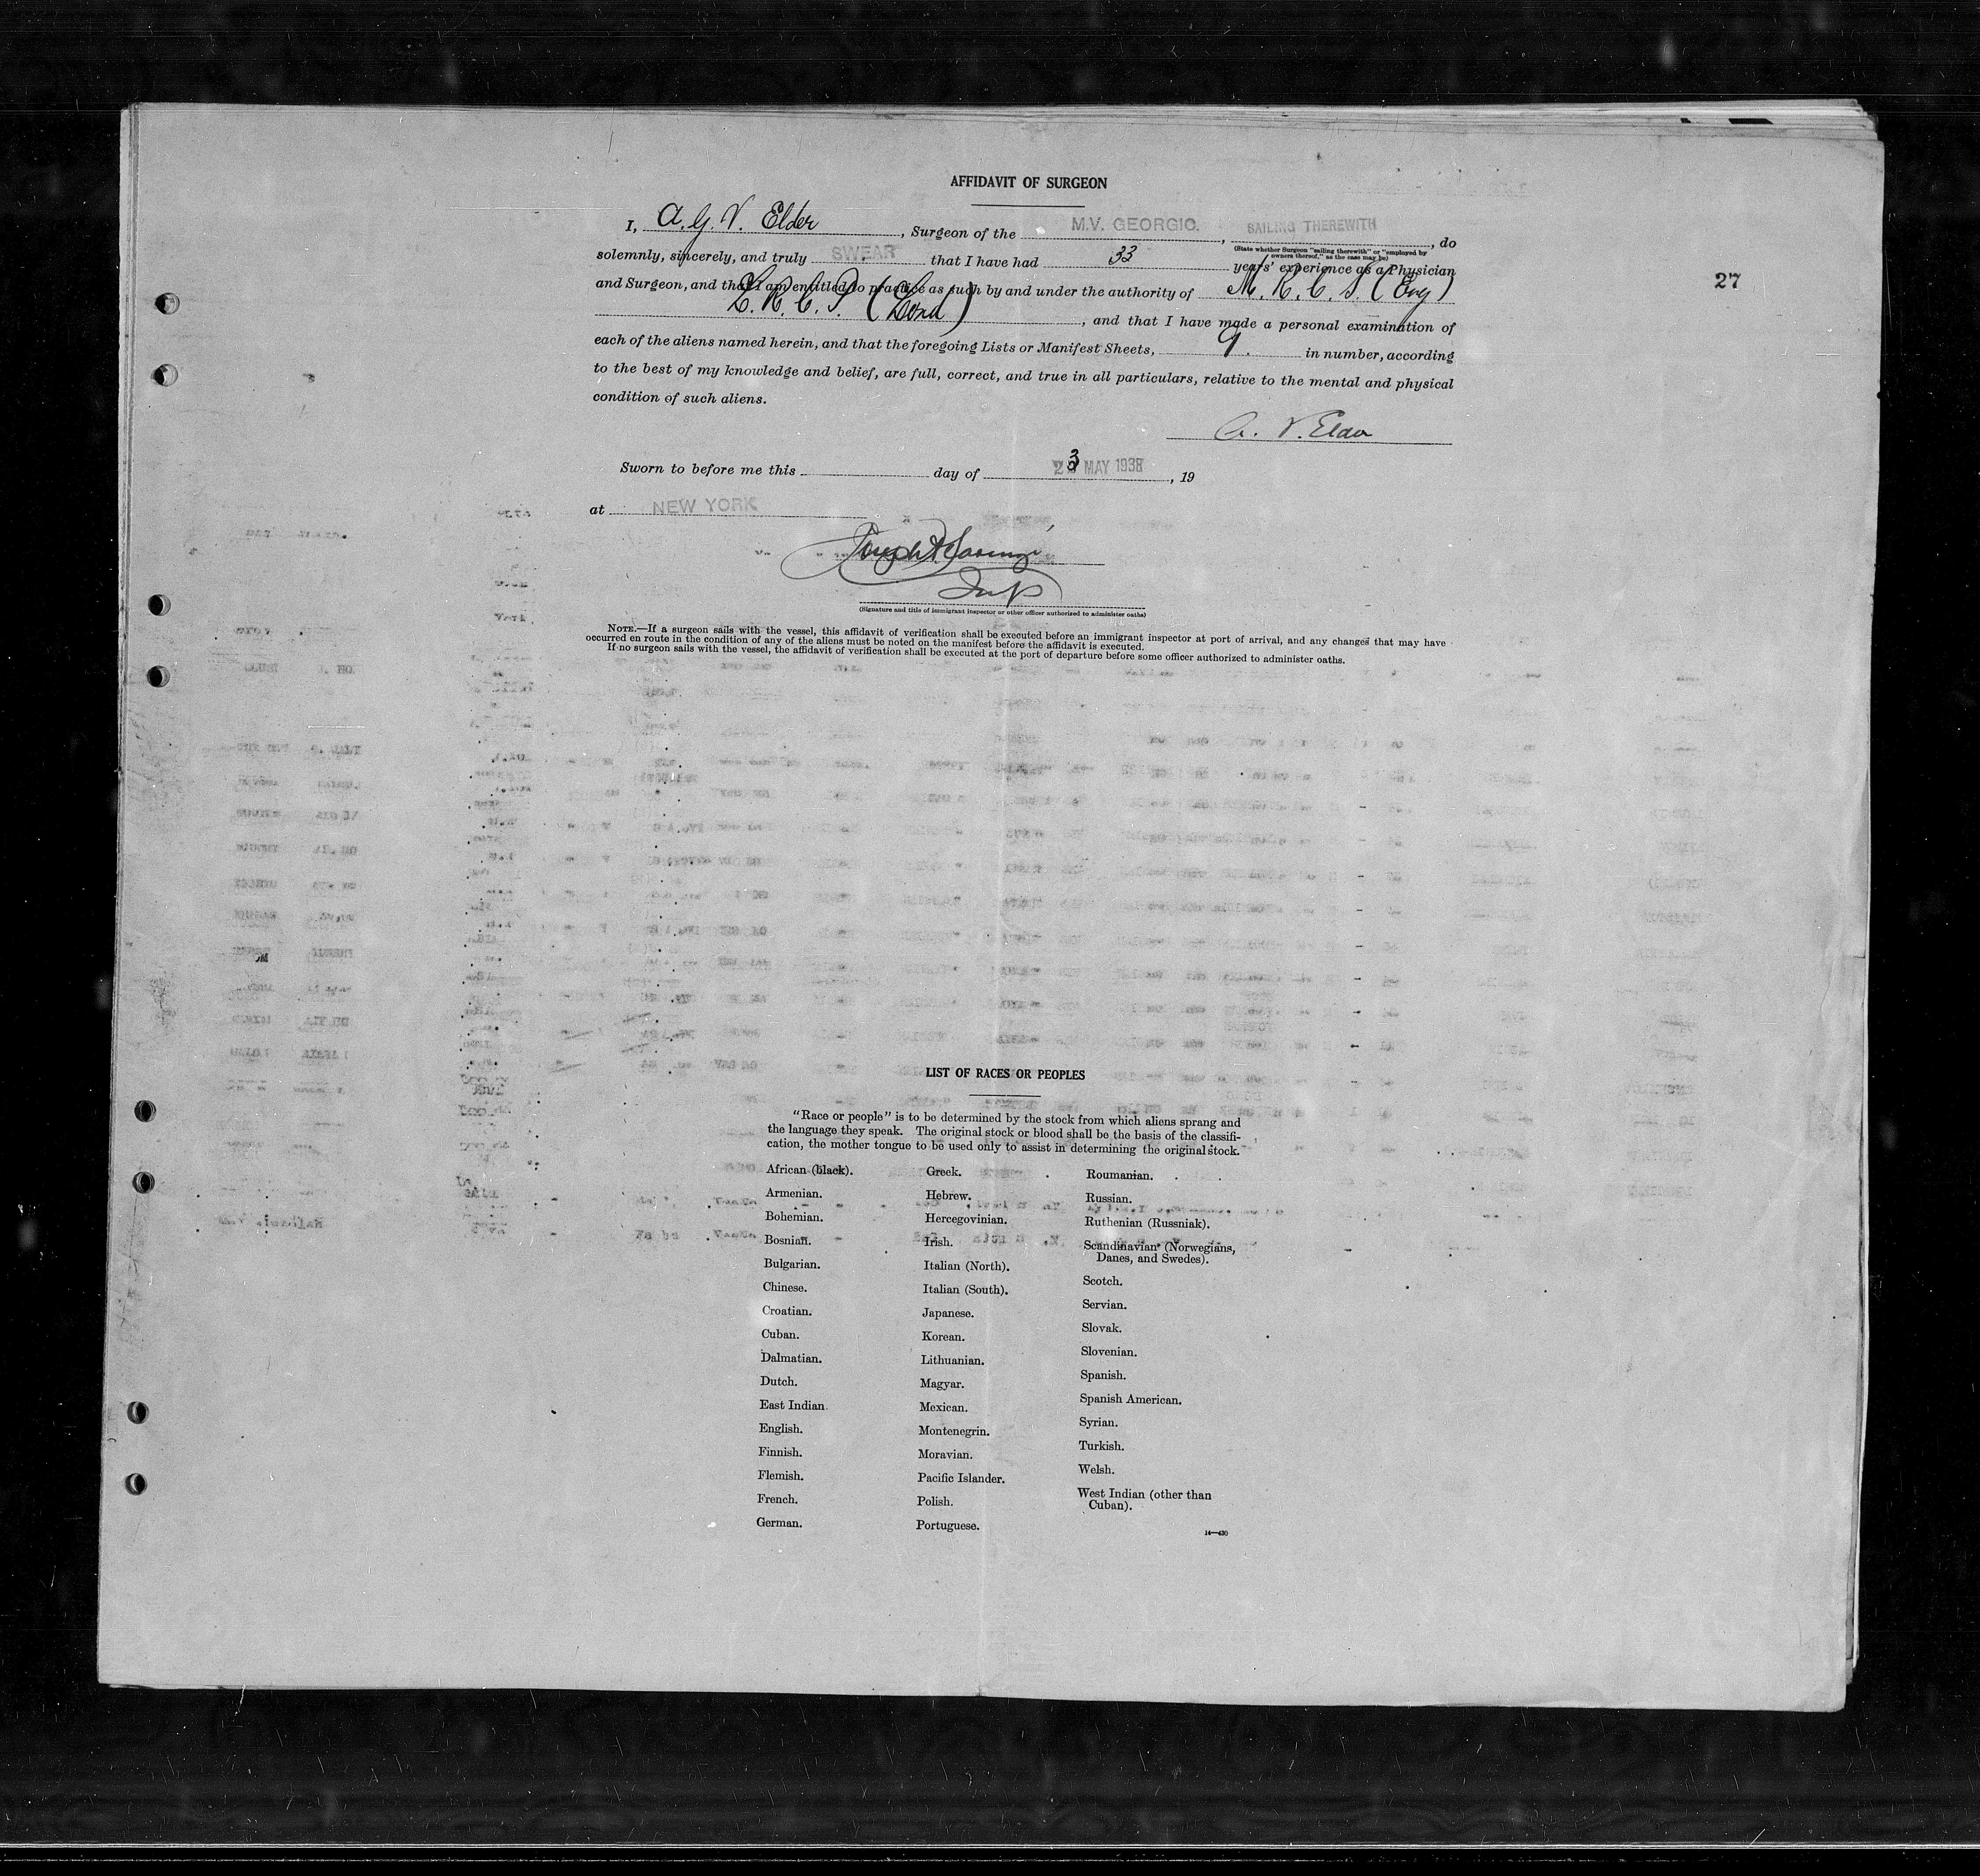 AFFIDAVIT OF SURGEON
I, A. G. V. Elder, Surgeon of the M.V. GEORGIC., SAILING THEREWITH, do
(State whether Surgeon "sailing therewith" or "employed by owners thereof," as the case may be)
solemnly, sincerely, and truly SWEAR that I have had 33 years' experience as a Physician
and Surgeon, and that I am entitled to practice as such by and under the authority of M. R. C. S. (Eng)
L. R. C. P. (Lond), and that I have made a personal examination of
each of the aliens named herein, and that the foregoing Lists or Manifest Sheets, 9. in number, according
to the best of my knowledge and belief, are full, correct, and true in all particulars, relative to the mental and physical
condition of such aliens.
27
A. V. Elder
Sworn to before me this day of 23 MAY 1938, 19
at NEW YORK
Insp
(Signature and title of immigrant inspector or other officer authorized to administer oaths)
NOTE.—If a surgeon sails with the vessel, this affidavit of verification shall be executed before an immigrant inspector at port of arrival, and any changes that may have
occurred en route in the condition of any of the aliens must be noted on the manifest before the affidavit is executed.
If no surgeon sails with the vessel, the affidavit of verification shall be executed at the port of departure before some officer authorized to administer oaths.
LIST OF RACES OR PEOPLES
"Race or people" is to be determined by the stock from which aliens sprang and
the language they speak. The original stock or blood shall be the basis of the classifi-
cation, the mother tongue to be used only to assist in determining the original stock.
African (black).
Armenian.
Bohemian.
Bosnian.
Bulgarian.
Chinese.
Croatian.
Cuban.
Dalmatian.
Dutch.
East Indian.
English.
Finnish.
Flemish.
French.
German.
Greek.
Hebrew.
Hercegovinian.
Irish.
Italian (North).
Italian (South).
Japanese.
Korean.
Lithuanian.
Magyar.
Mexican.
Montenegrin.
Moravian.
Pacific Islander.
Polish.
Portuguese.
Roumanian.
Russian.
Ruthenian (Russniak).
Scandinavian (Norwegians,
Danes, and Swedes).
Scotch.
Servian.
Slovak.
Slovenian.
Spanish.
Spanish American.
Syrian.
Turkish.
Welsh.
West Indian (other than
Cuban).
14—430